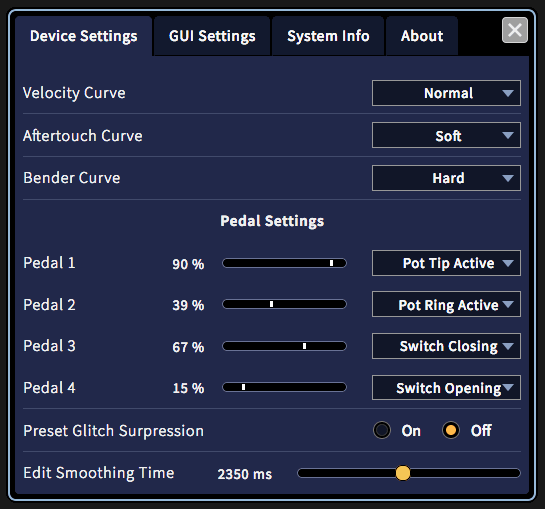 Device Settings GUI Settings System Info About
Velocity Curve Normal
Aftertouch Curve Soft
Bender Curve Hard
Pedal Settings
Pedal 1 90 % Pot Tip Active
Pedal 2 39 % Pot Ring Active
Pedal 3 67 % Switch Closing
Pedal 4 15 % Switch Opening
Preset Glitch Surpression On Off
Edit Smoothing Time 2350 ms